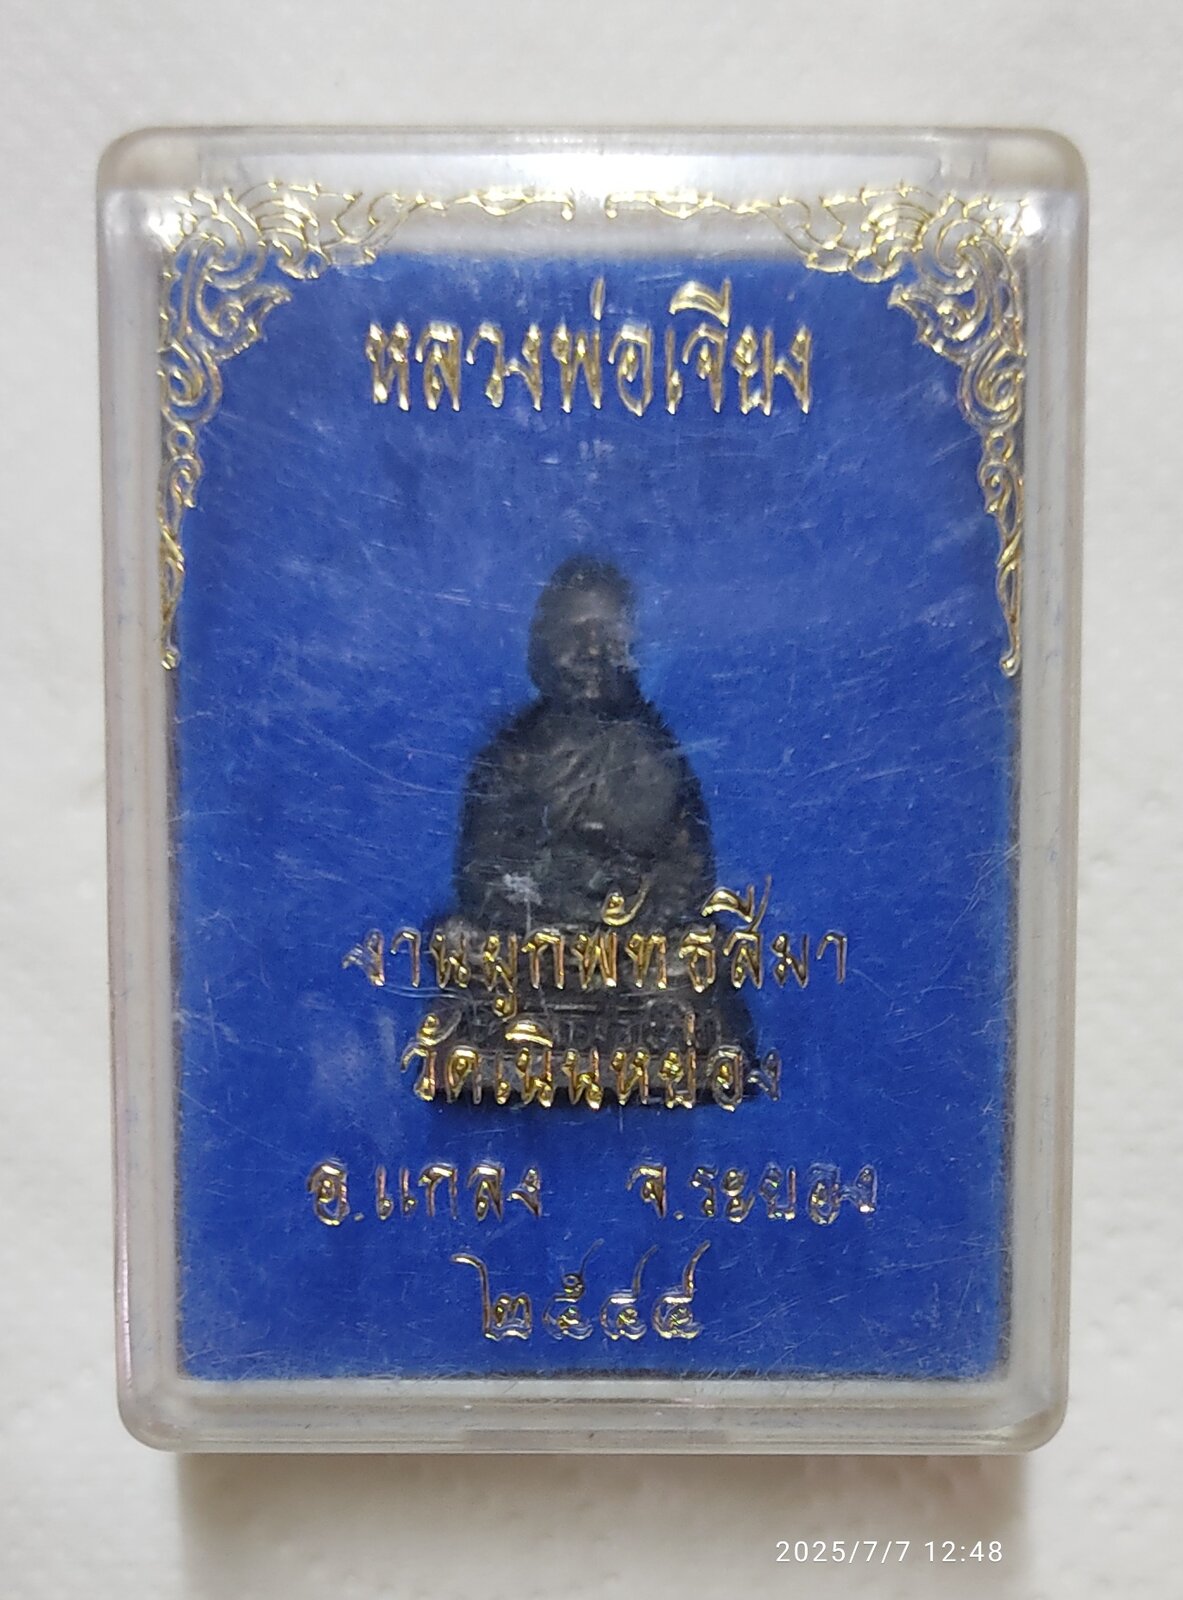 หลวงพ่อเจียง
งานผูกพัทธสีมา
วัดเนินหย่อง
อ.แกลง จ.ระยอง
๒๕๔๔
2025/7/7 12:48